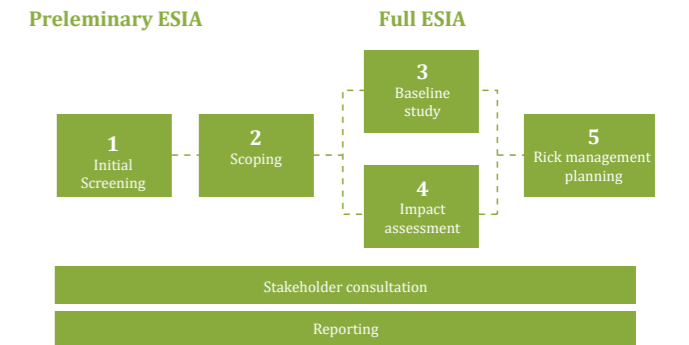 Preleminary ESIA
Full ESIA
1
Initial
Screening
2
Scoping
3
Baseline
study
4
Impact
assessment
5
Rick management
planning
Stakeholder consultation
Reporting